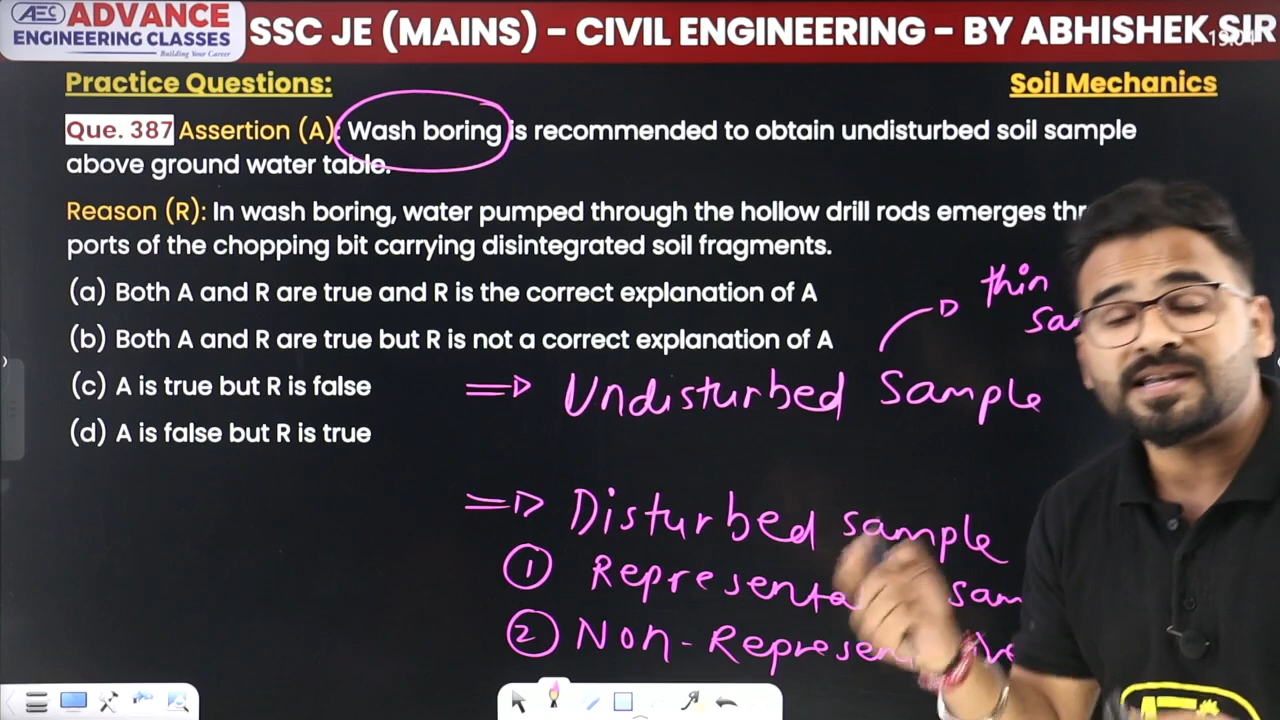 AEC ADVANCE
ENGINEERING CLASSES
Building Your Career
SSC JE (MAINS) - CIVIL ENGINEERING - BY ABHISHEK SIR
Practice Questions:
Soil Mechanics
Que. 387 Assertion (A): Wash boring is recommended to obtain undisturbed soil sample
above ground water table.
Reason (R): In wash boring, water pumped through the hollow drill rods emerges
ports of the chopping bit carrying disintegrated soil fragments.
(a) Both A and R are true and R is the correct explanation of A
(b) Both A and R are true but R is not a correct explanation of A
(c) A is true but R is false
(d) A is false but R is true
thin
⇒ Undisturbed Sample
⇒ Disturbed sample
① 
② Non-